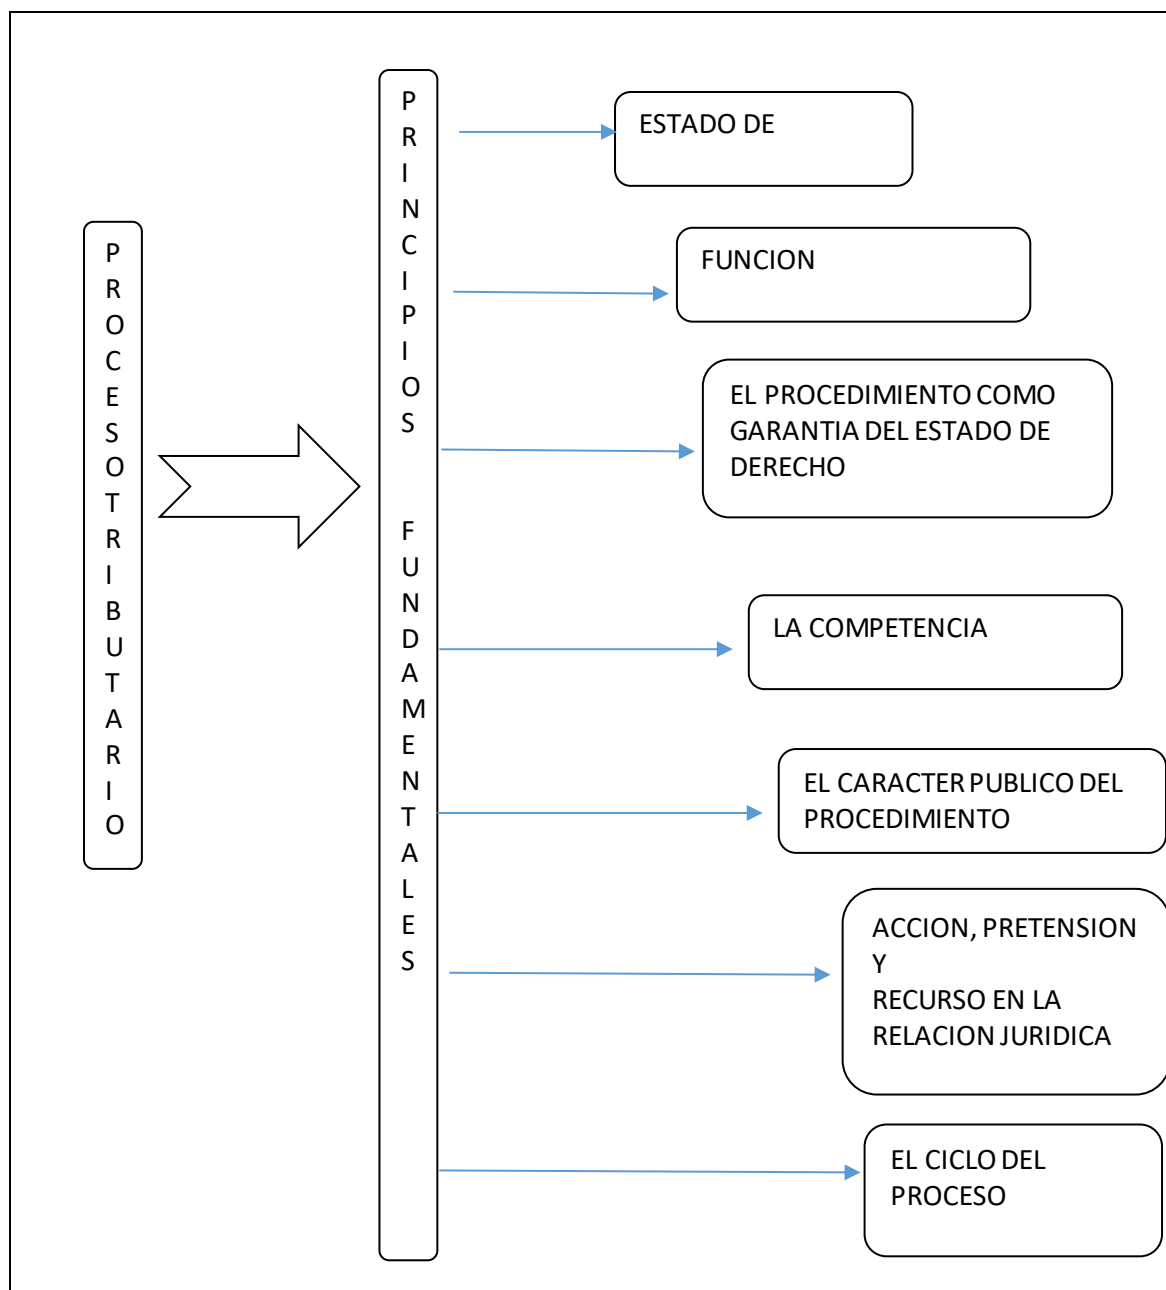 PROCESO TRIBUTARIO
PRINCIPIOS FUNDAMENTALES
ESTADO DE
FUNCION
EL PROCEDIMIENTO COMO
GARANTIA DEL ESTADO DE
DERECHO
LA COMPETENCIA
EL CARACTER PUBLICO DEL
PROCEDIMIENTO
ACCION, PRETENSION
Y
RECURSO EN LA
RELACION JURIDICA
EL CICLO DEL
PROCESO